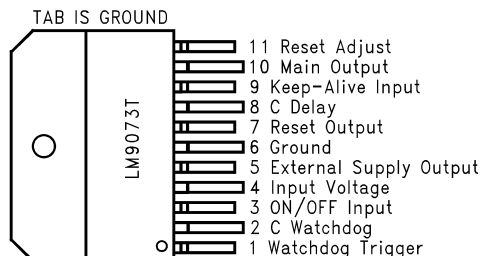 TAB IS GROUND
LM9073T
11 Reset Adjust
10 Main Output
9 Keep-Alive Input
8 C Delay
7 Reset Output
6 Ground
5 External Supply Output
4 Input Voltage
3 ON/OFF Input
2 C Watchdog
1 Watchdog Trigger